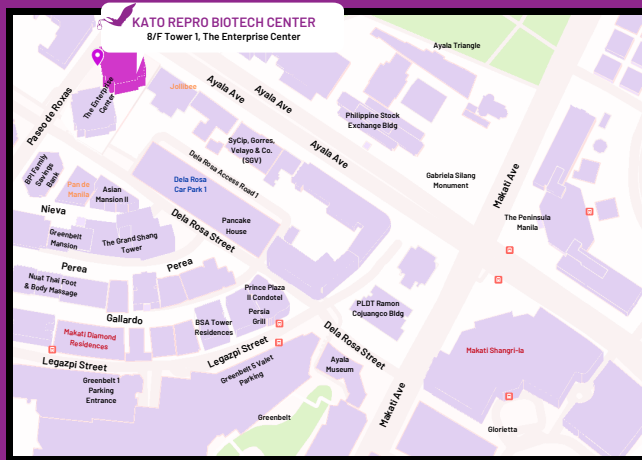 KATO REPRO BIOTECH CENTER
8/F Tower 1, The Enterprise Center
Ayala Triangle
The Enterprise
Center
Jollibee
Ayala Ave
Ayala Ave
Paseo de Roxas
Philippine Stock
Exchange Bldg
SyCip, Gorres,
Velayo & Co.
(SGV)
Ayala Ave
BPI Family
Savings
Bank
Pan de
Manila
Asian
Mansion II
Dela Rosa
Car Park 1
Dela Rosa Access Road 1
Gabriela Silang
Monument
Makati Ave
Nieva
Dela Rosa Street
Pancake
House
The Peninsula
Manila
Greenbelt
Mansion
The Grand Shang
Tower
Perea
Perea
Nuat Thai Foot
& Body Massage
Prince Plaza
II Condotel
Persia
Grill
PLDT Ramon
Cojuangco Bldg
Gallardo
BSA Tower
Residences
Makati Diamond
Residences
Dela Rosa Street
Legazpi Street
Makati Shangri-la
Legazpi Street
Greenbelt 5 Valet
Parking
Ayala
Museum
Greenbelt 1
Parking
Entrance
Makati Ave
Greenbelt
Glorietta